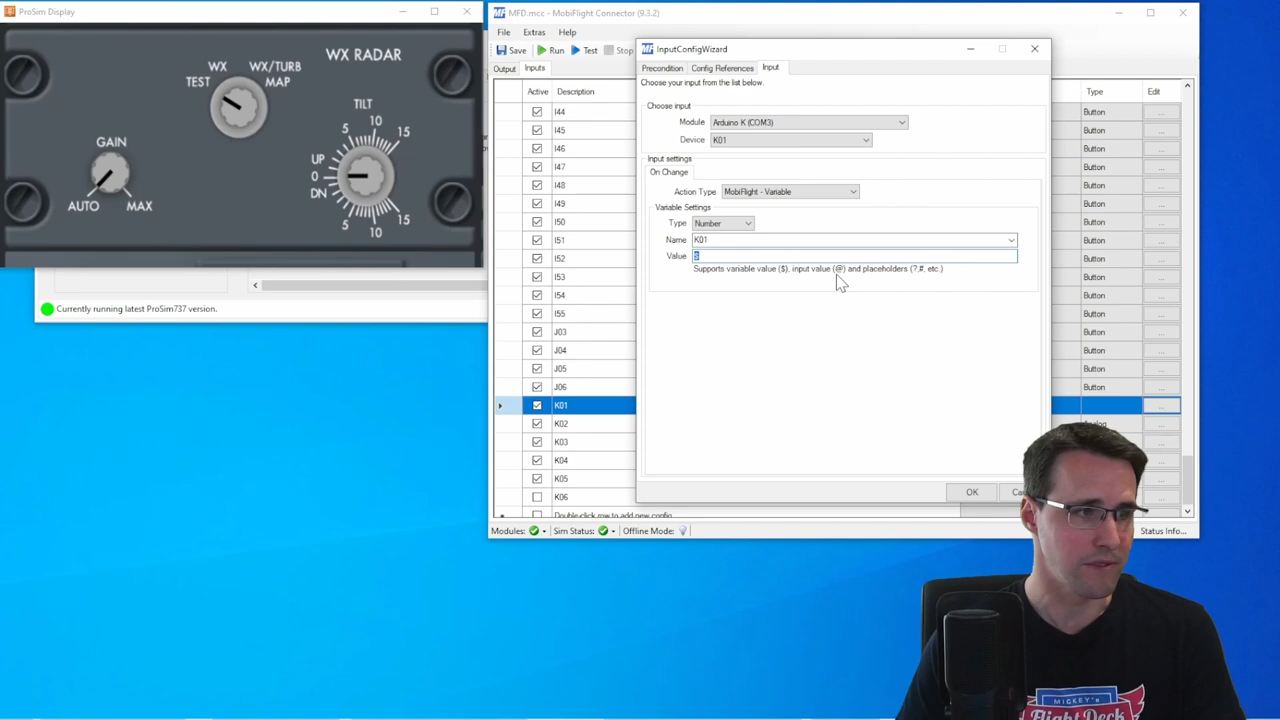 ProSim Display
WX RADAR
WX
WX/TURB
TEST
MAP
TILT
10
5
15
GAIN
UP
0
DN
AUTO
MAX
5
15
10
Currently running latest ProSim737 version.
MFD.mcc - MobiFlight Connector (9.3.2)
File Extras Help
Save Run Test Stop
Output Inputs
Active Description Type Edit
I44 Button ...
I45 Button ...
I46 Button ...
I47 Button ...
I48 Button ...
I49 Button ...
I50 Button ...
I51 Button ...
I52 Button ...
I53 Button ...
I54 Button ...
I55 Button ...
J03 Button ...
J04 Button ...
J05 Button ...
J06 Button ...
K01 ...
K02 Analog ...
K03
K04
K05
K06
Double-click row to add new config
Modules: Sim Status: Offline Mode: Status Info...
InputConfigWizard
Precondition Config References Input
Choose your input from the list below.
Choose input
Module Arduino K (COM3)
Device K01
Input settings
On Change
Action Type MobiFlight - Variable
Variable Settings
Type Number
Name K01
Value $
Supports variable value ($), input value (@) and placeholders (?,#, etc.)
OK
MICKEY's
Flight Deck